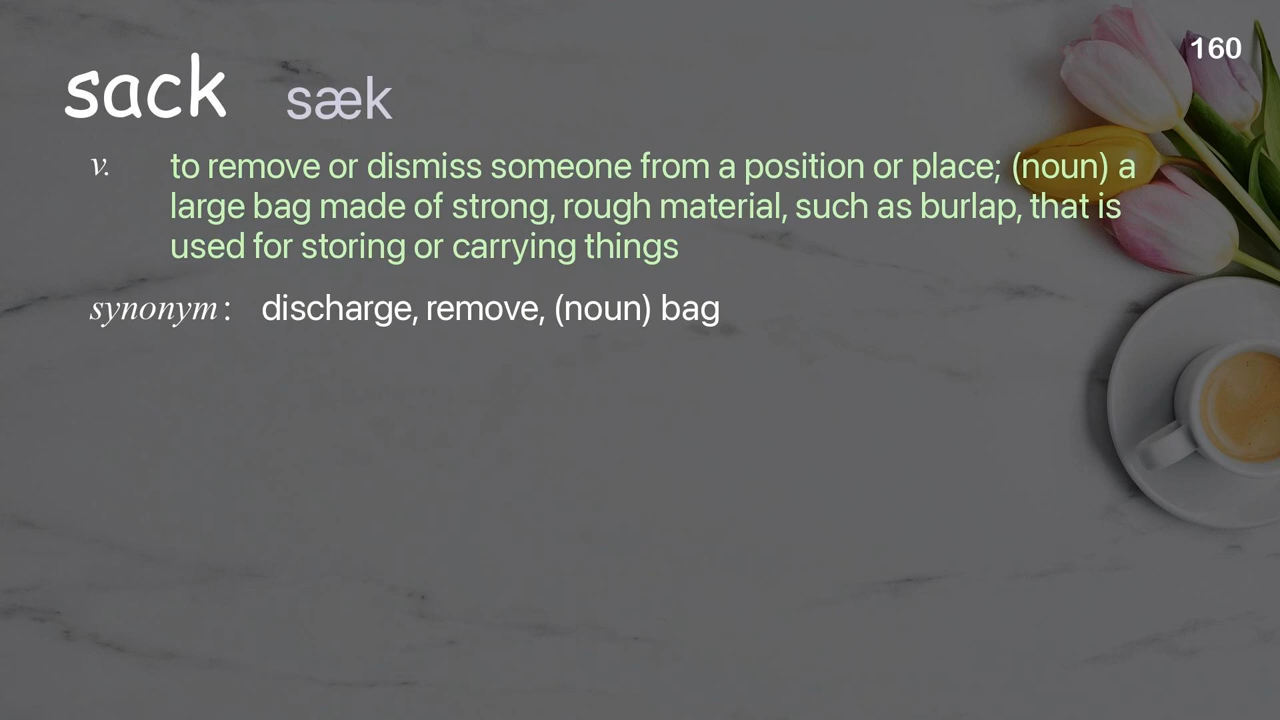 160
sack sæk
v. to remove or dismiss someone from a position or place; (noun) a
large bag made of strong, rough material, such as burlap, that is
used for storing or carrying things
synonym: discharge, remove, (noun) bag